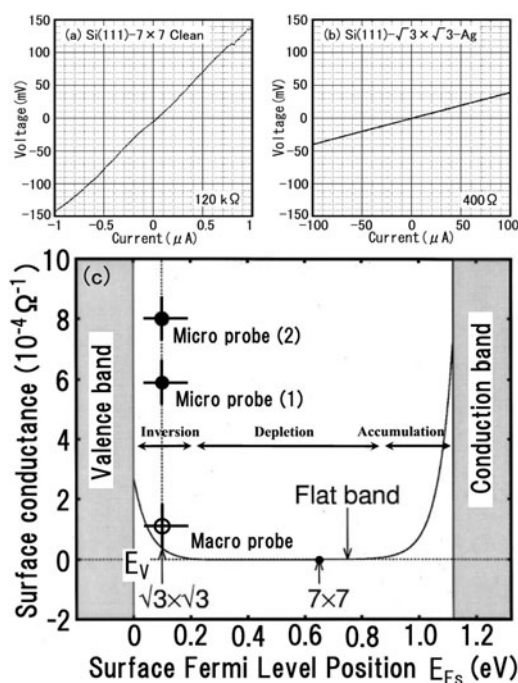 (a) Si(111)-7×7 Clean
Voltage(mV)
150
100
50
0
-50
-100
-150
-1
-0.5
0
0.5
1
120 kΩ
Current(μA)
(b) Si(111)-√3×√3-Ag
Voltage(mV)
150
100
50
0
-50
-100
-150
-100
-50
0
50
100
400Ω
Current(μA)
(c)
Surface conductance (10⁻⁴ Ω⁻¹)
10
8
6
4
2
0
-2
Valence band
Conduction band
Micro probe (2)
Micro probe (1)
Inversion
Depletion
Accumulation
Flat band
Macro probe
E_V
√3×√3
7×7
0
0.2
0.4
0.6
0.8
1.0
1.2
Surface Fermi Level Position E_Fs (eV)